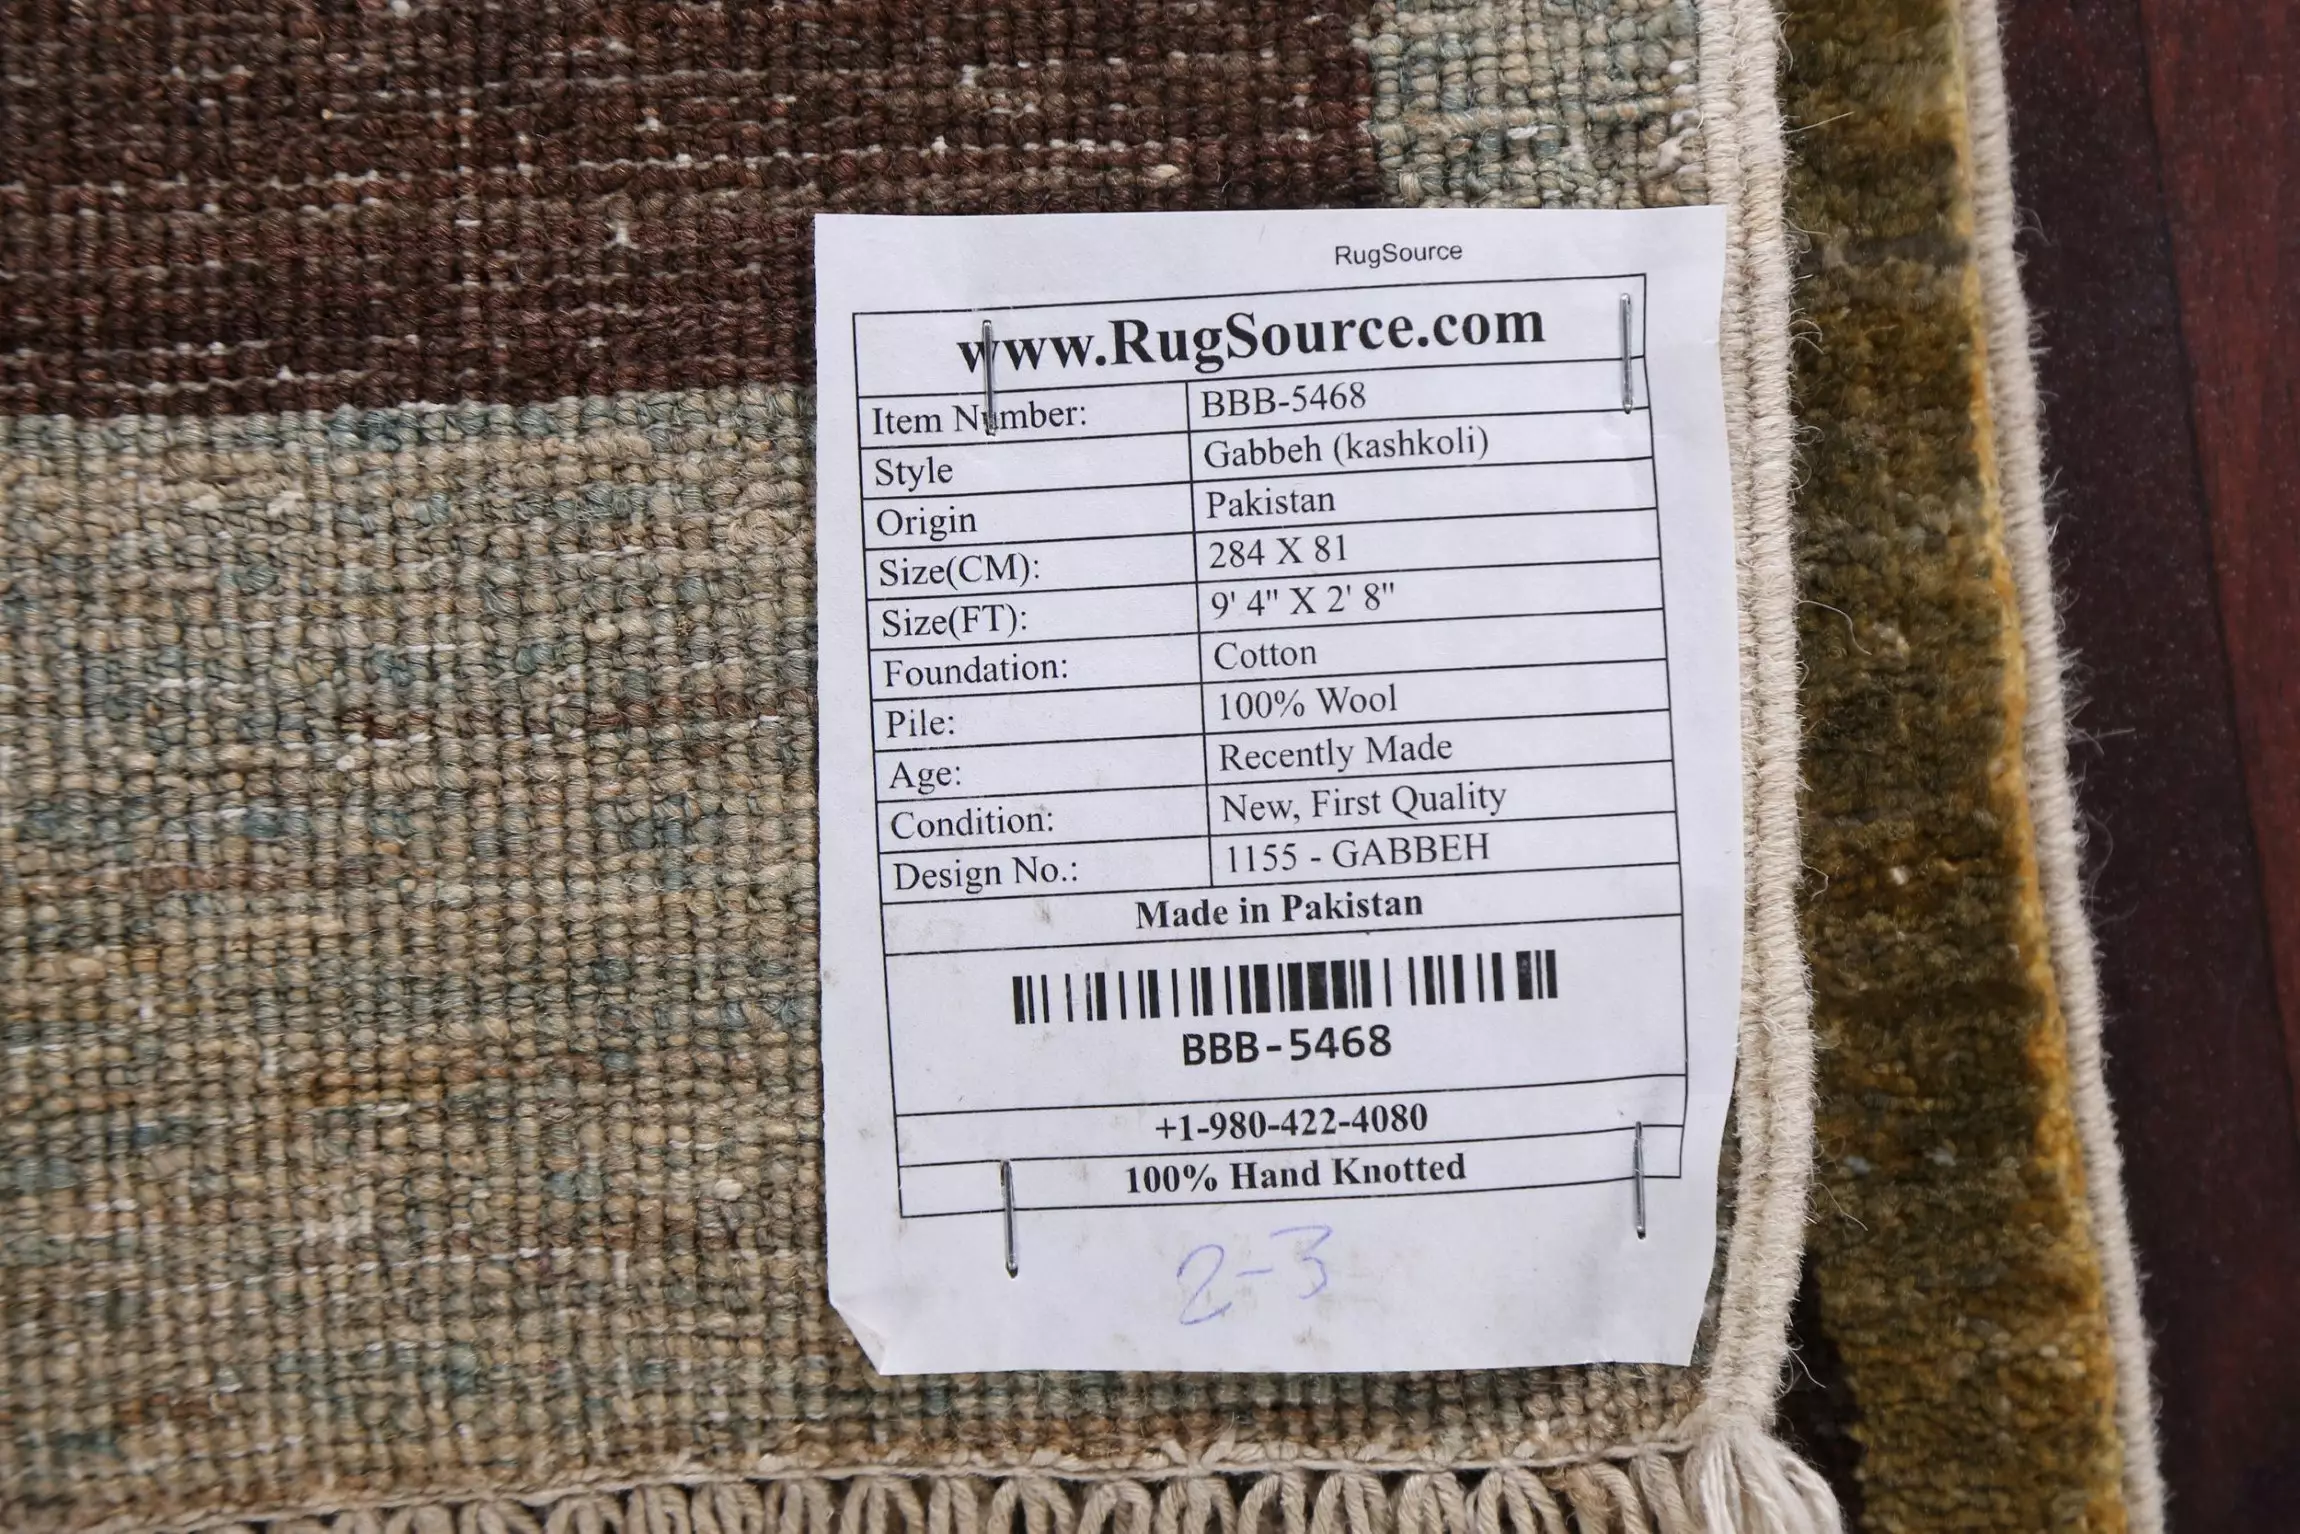 RugSource
www.RugSource.com
Item Number: BBB-5468
Style Gabbeh (kashkoli)
Origin Pakistan
Size(CM): 284 X 81
Size(FT): 9' 4" X 2' 8"
Foundation: Cotton
Pile: 100% Wool
Age: Recently Made
Condition: New, First Quality
Design No.: 1155 - GABBEH
Made in Pakistan
BBB-5468
+1-980-422-4080
100% Hand Knotted
2-3